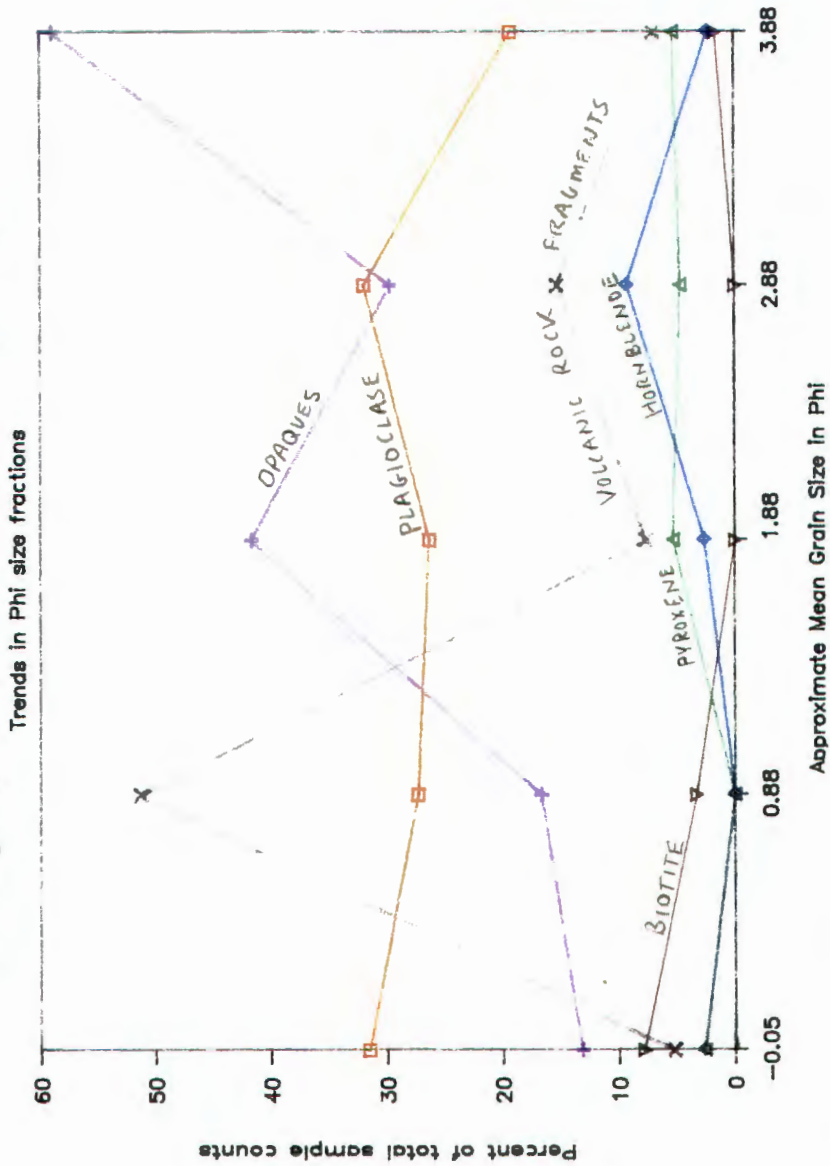 Trends in Phi size fractions
Percent of total sample counts
60
50
40
30
20
10
0
OPAQUES
PLAGIOCLASE
VOLCANIC ROCK FRAGMENTS
HORNBLENDE
PYROXENE
BIOTITE
-0.05
0.88
1.88
2.88
3.88
Approximate Mean Grain Size in Phi